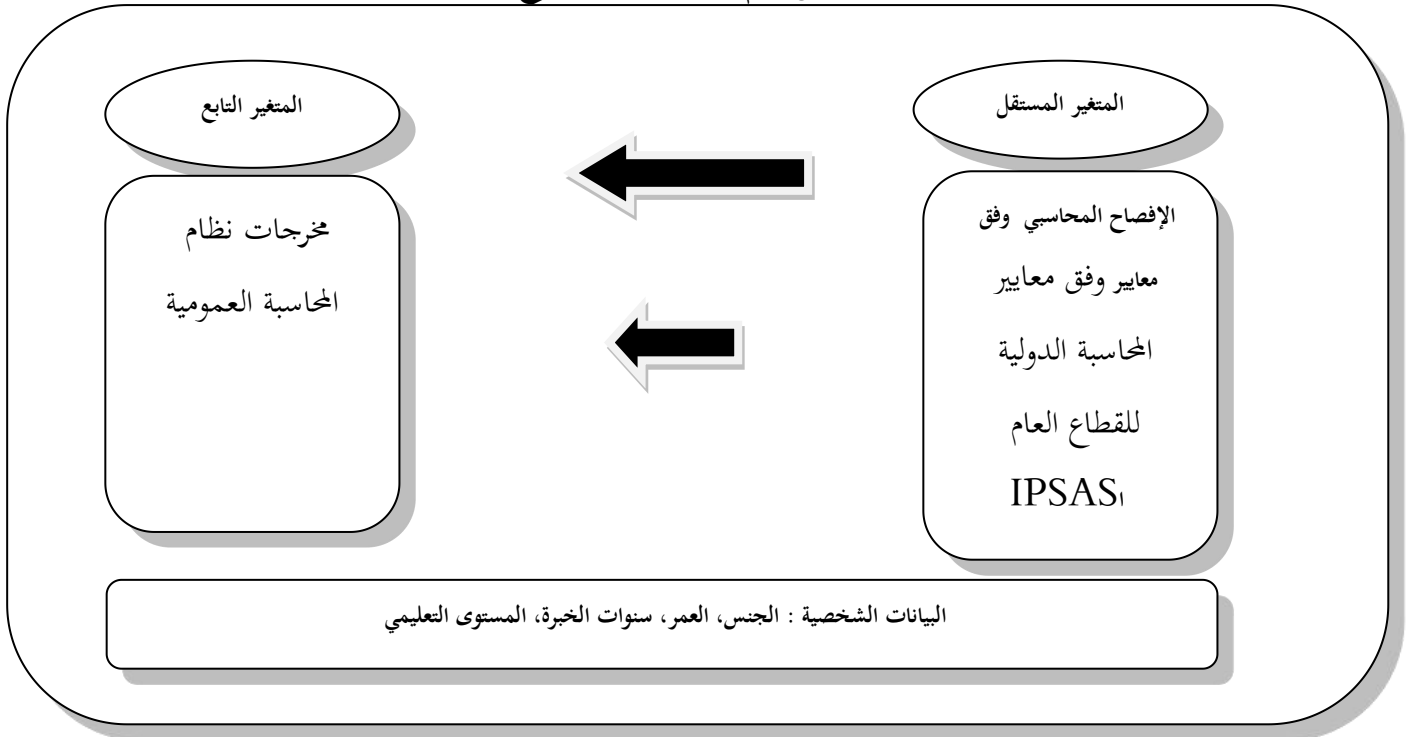 المتغير المستقل
المتغير التابع
الإفصاح المحاسبي وفق
معايير وفق معايير
المحاسبة الدولية
للقطاع العام
IPSAS
مخرجات نظام
المحاسبة العمومية
البيانات الشخصية : الجنس، العمر، سنوات الخبرة، المستوى التعليمي